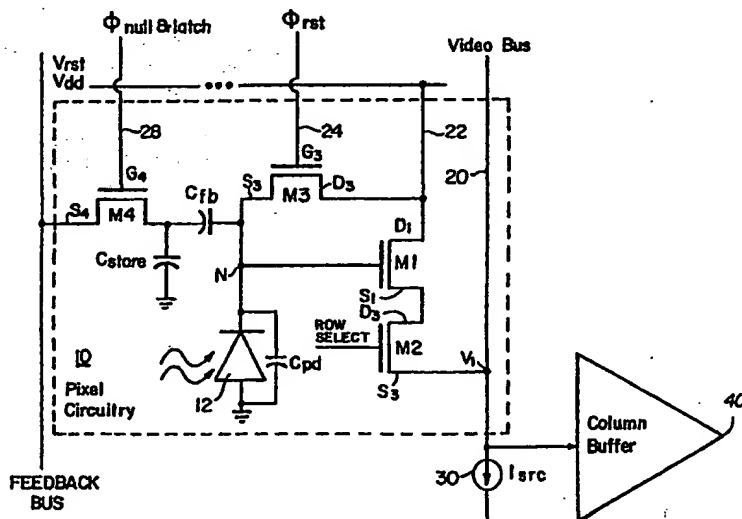 Φnull&latch
Φrst
Video Bus
Vrst
Vdd
28
24
22
20
G4
G3
S4
M4
Cfb
S3
M3
D3
Cstore
N
D1
M1
S1
D3
ROW
SELECT
M2
S3
V1
10
Pixel
Circuitry
12
Cpd
Column
Buffer
40
30
Isrc
FEEDBACK
BUS